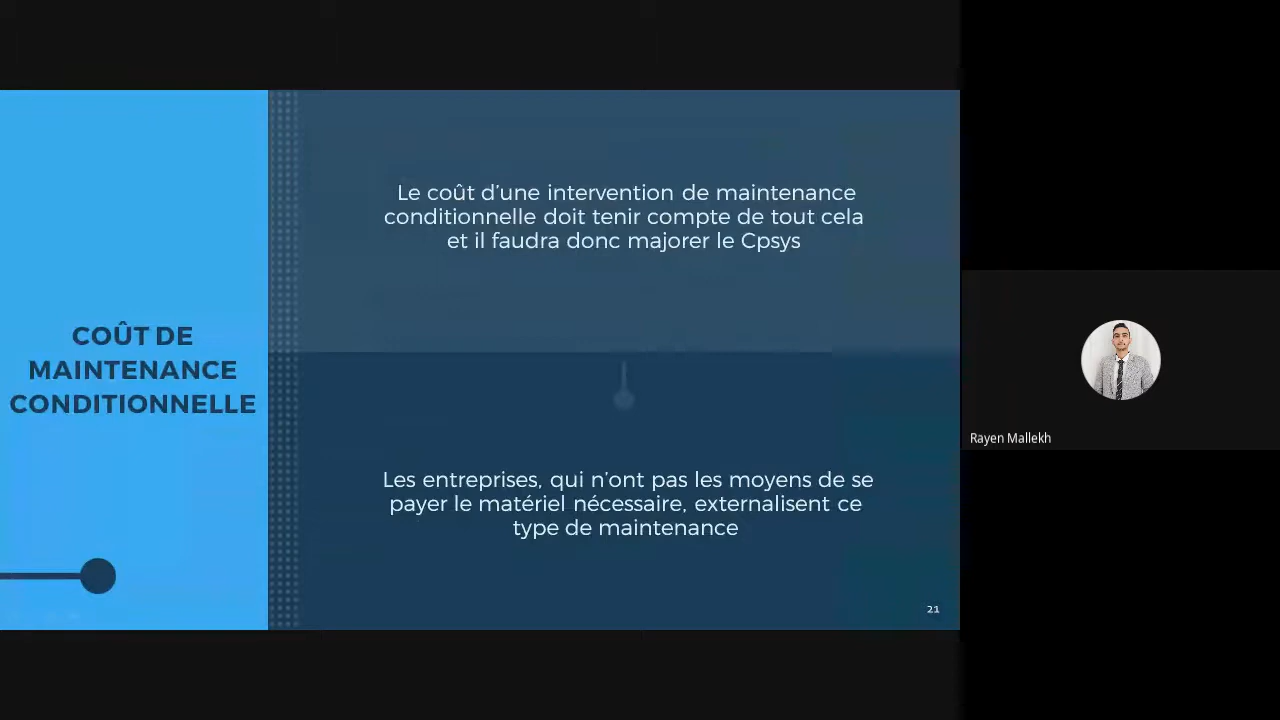 COÛT DE
MAINTENANCE
CONDITIONNELLE
Le coût d’une intervention de maintenance
conditionnelle doit tenir compte de tout cela
et il faudra donc majorer le Cpsys
Les entreprises, qui n’ont pas les moyens de se
payer le matériel nécessaire, externalisent ce
type de maintenance
21
Rayen Mallekh